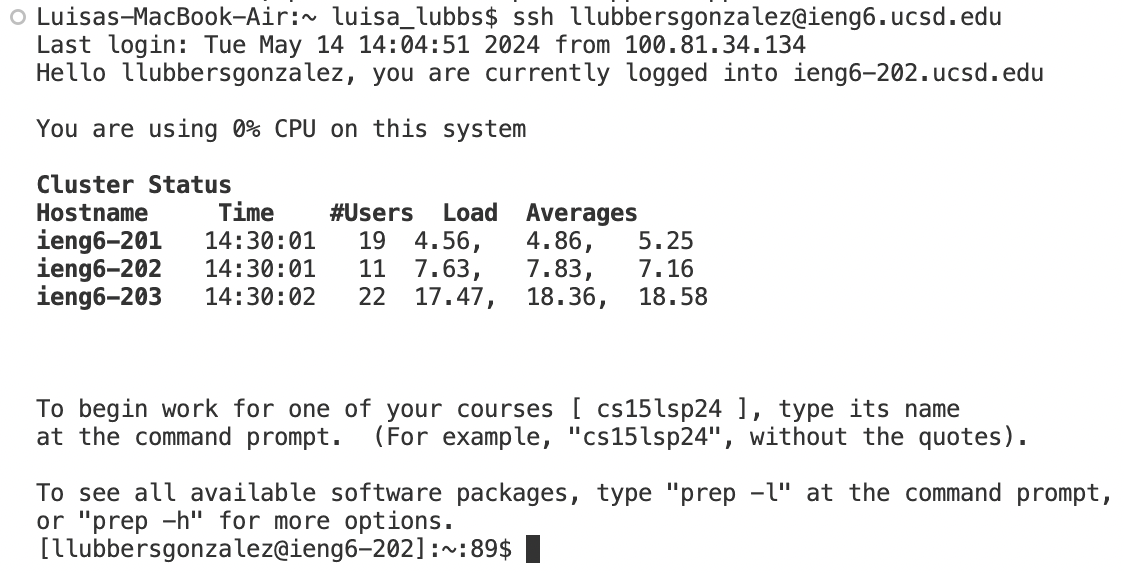 Luisas-MacBook-Air:~ luisa_lubbs$ ssh llubbersgonzalez@ieng6.ucsd.edu
Last login: Tue May 14 14:04:51 2024 from 100.81.34.134
Hello llubbersgonzalez, you are currently logged into ieng6-202.ucsd.edu
You are using 0% CPU on this system
Cluster Status
Hostname     Time    #Users  Load  Averages
ieng6-201   14:30:01   19  4.56,   4.86,   5.25
ieng6-202   14:30:01   11  7.63,   7.83,   7.16
ieng6-203   14:30:02   22  17.47,  18.36,  18.58
To begin work for one of your courses [ cs15lsp24 ], type its name
at the command prompt.  (For example, "cs15lsp24", without the quotes).
To see all available software packages, type "prep -l" at the command prompt,
or "prep -h" for more options.
[llubbersgonzalez@ieng6-202]:~:89$